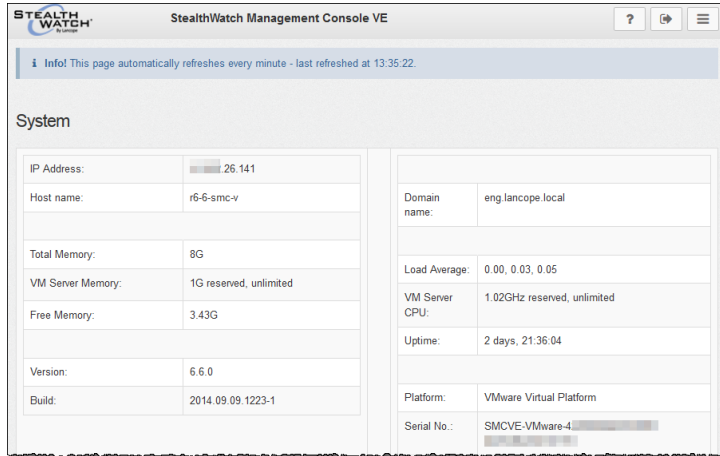 STEALTH
WATCH™
By Lancope
StealthWatch Management Console VE
?
i Info! This page automatically refreshes every minute - last refreshed at 13:35:22.
System
IP Address: .26.141
Host name: r6-6-smc-v
Domain name: eng.lancope.local
Total Memory: 8G
Load Average: 0.00, 0.03, 0.05
VM Server Memory: 1G reserved, unlimited
VM Server CPU: 1.02GHz reserved, unlimited
Free Memory: 3.43G
Uptime: 2 days, 21:36:04
Version: 6.6.0
Build: 2014.09.09.1223-1
Platform: VMware Virtual Platform
Serial No.: SMCVE-VMware-4